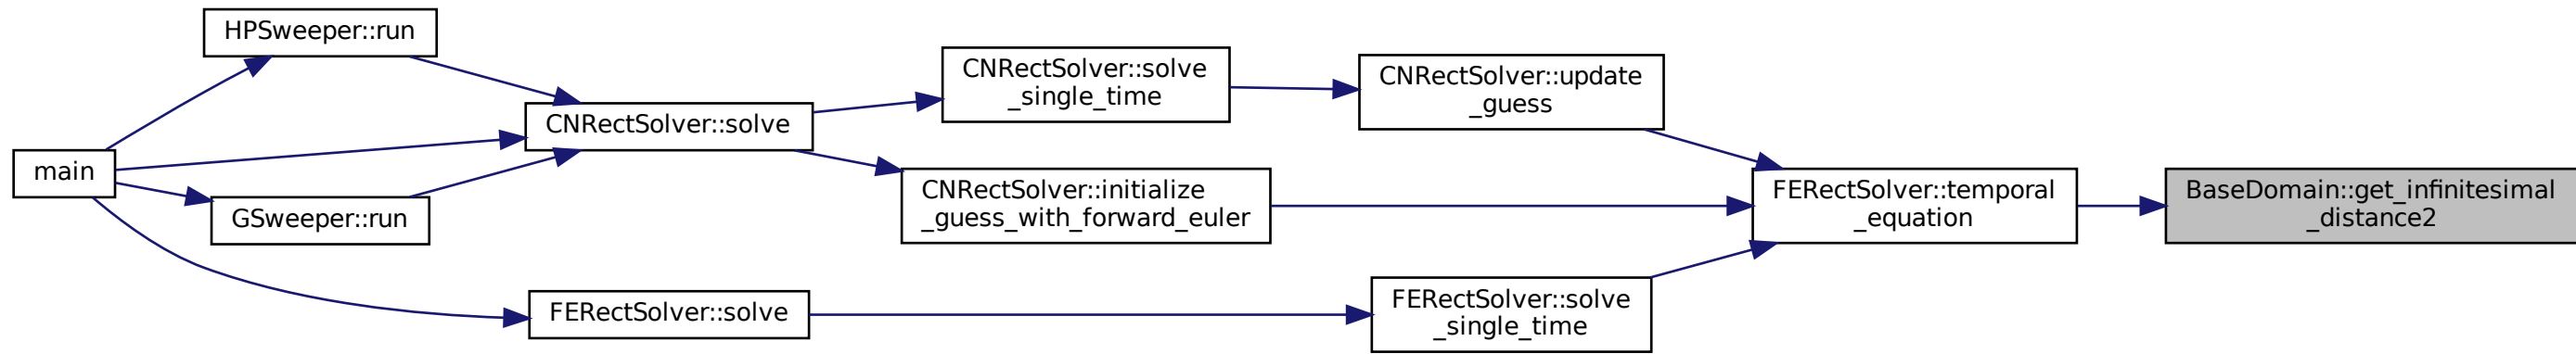 HPSweeper::run
CNRectSolver::solve
_single_time
CNRectSolver::update
_guess
CNRectSolver::solve
main
CNRectSolver::initialize
_guess_with_forward_euler
FERectSolver::temporal
_equation
BaseDomain::get_infinitesimal
_distance2
GSweeper::run
FERectSolver::solve
FERectSolver::solve
_single_time